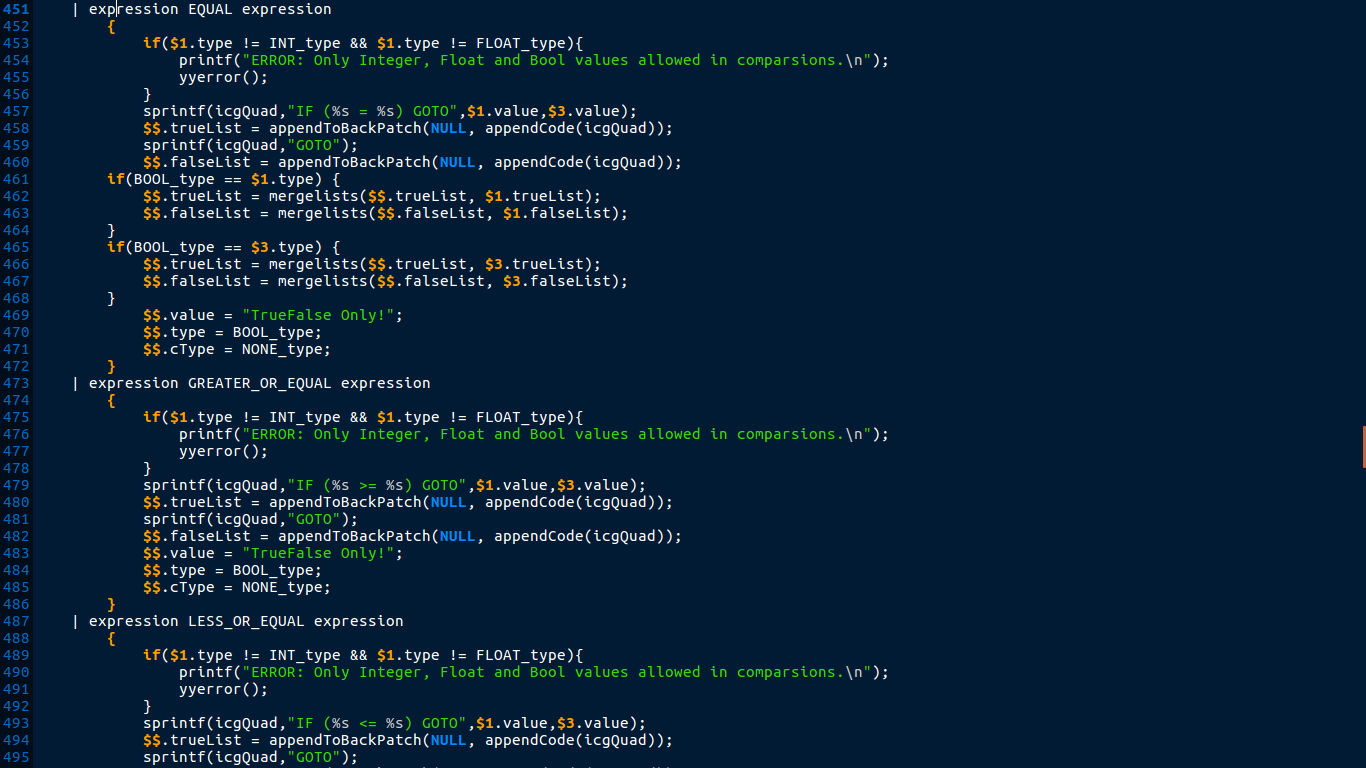 451 | expression EQUAL expression
452 {
453 if($1.type != INT_type && $1.type != FLOAT_type){
454 printf("ERROR: Only Integer, Float and Bool values allowed in comparsions.\n");
455 yyerror();
456 }
457 sprintf(icgQuad,"IF (%s = %s) GOTO",$1.value,$3.value);
458 $$.trueList = appendToBackPatch(NULL, appendCode(icgQuad));
459 sprintf(icgQuad,"GOTO");
460 $$.falseList = appendToBackPatch(NULL, appendCode(icgQuad));
461 if(BOOL_type == $1.type) {
462 $$.trueList = mergelists($$.trueList, $1.trueList);
463 $$.falseList = mergelists($$.falseList, $1.falseList);
464 }
465 if(BOOL_type == $3.type) {
466 $$.trueList = mergelists($$.trueList, $3.trueList);
467 $$.falseList = mergelists($$.falseList, $3.falseList);
468 }
469 $$.value = "TrueFalse Only!";
470 $$.type = BOOL_type;
471 $$.cType = NONE_type;
472 }
473 | expression GREATER_OR_EQUAL expression
474 {
475 if($1.type != INT_type && $1.type != FLOAT_type){
476 printf("ERROR: Only Integer, Float and Bool values allowed in comparsions.\n");
477 yyerror();
478 }
479 sprintf(icgQuad,"IF (%s >= %s) GOTO",$1.value,$3.value);
480 $$.trueList = appendToBackPatch(NULL, appendCode(icgQuad));
481 sprintf(icgQuad,"GOTO");
482 $$.falseList = appendToBackPatch(NULL, appendCode(icgQuad));
483 $$.value = "TrueFalse Only!";
484 $$.type = BOOL_type;
485 $$.cType = NONE_type;
486 }
487 | expression LESS_OR_EQUAL expression
488 {
489 if($1.type != INT_type && $1.type != FLOAT_type){
490 printf("ERROR: Only Integer, Float and Bool values allowed in comparsions.\n");
491 yyerror();
492 }
493 sprintf(icgQuad,"IF (%s <= %s) GOTO",$1.value,$3.value);
494 $$.trueList = appendToBackPatch(NULL, appendCode(icgQuad));
495 sprintf(icgQuad,"GOTO");